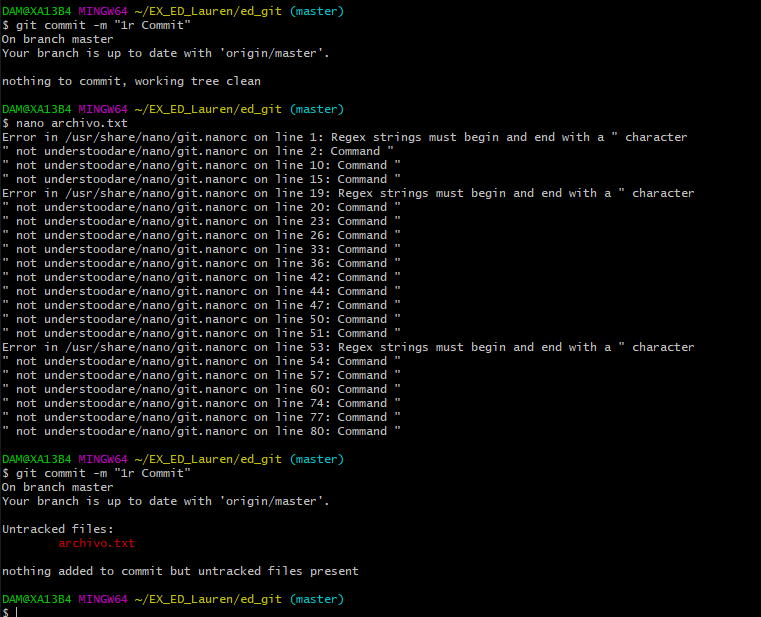 DAM@XA13B4 MINGW64 ~/EX_ED_Lauren/ed_git (master)
$ git commit -m "1r Commit"
On branch master
Your branch is up to date with 'origin/master'.

nothing to commit, working tree clean

DAM@XA13B4 MINGW64 ~/EX_ED_Lauren/ed_git (master)
$ nano archivo.txt
Error in /usr/share/nano/git.nanorc on line 1: Regex strings must begin and end with a " character
" not understoodare/nano/git.nanorc on line 2: Command "
" not understoodare/nano/git.nanorc on line 10: Command "
" not understoodare/nano/git.nanorc on line 15: Command "
Error in /usr/share/nano/git.nanorc on line 19: Regex strings must begin and end with a " character
" not understoodare/nano/git.nanorc on line 20: Command "
" not understoodare/nano/git.nanorc on line 23: Command "
" not understoodare/nano/git.nanorc on line 26: Command "
" not understoodare/nano/git.nanorc on line 33: Command "
" not understoodare/nano/git.nanorc on line 36: Command "
" not understoodare/nano/git.nanorc on line 42: Command "
" not understoodare/nano/git.nanorc on line 44: Command "
" not understoodare/nano/git.nanorc on line 47: Command "
" not understoodare/nano/git.nanorc on line 50: Command "
" not understoodare/nano/git.nanorc on line 51: Command "
Error in /usr/share/nano/git.nanorc on line 53: Regex strings must begin and end with a " character
" not understoodare/nano/git.nanorc on line 54: Command "
" not understoodare/nano/git.nanorc on line 57: Command "
" not understoodare/nano/git.nanorc on line 60: Command "
" not understoodare/nano/git.nanorc on line 74: Command "
" not understoodare/nano/git.nanorc on line 77: Command "
" not understoodare/nano/git.nanorc on line 80: Command "

DAM@XA13B4 MINGW64 ~/EX_ED_Lauren/ed_git (master)
$ git commit -m "1r Commit"
On branch master
Your branch is up to date with 'origin/master'.

Untracked files:
        archivo.txt

nothing added to commit but untracked files present

DAM@XA13B4 MINGW64 ~/EX_ED_Lauren/ed_git (master)
$